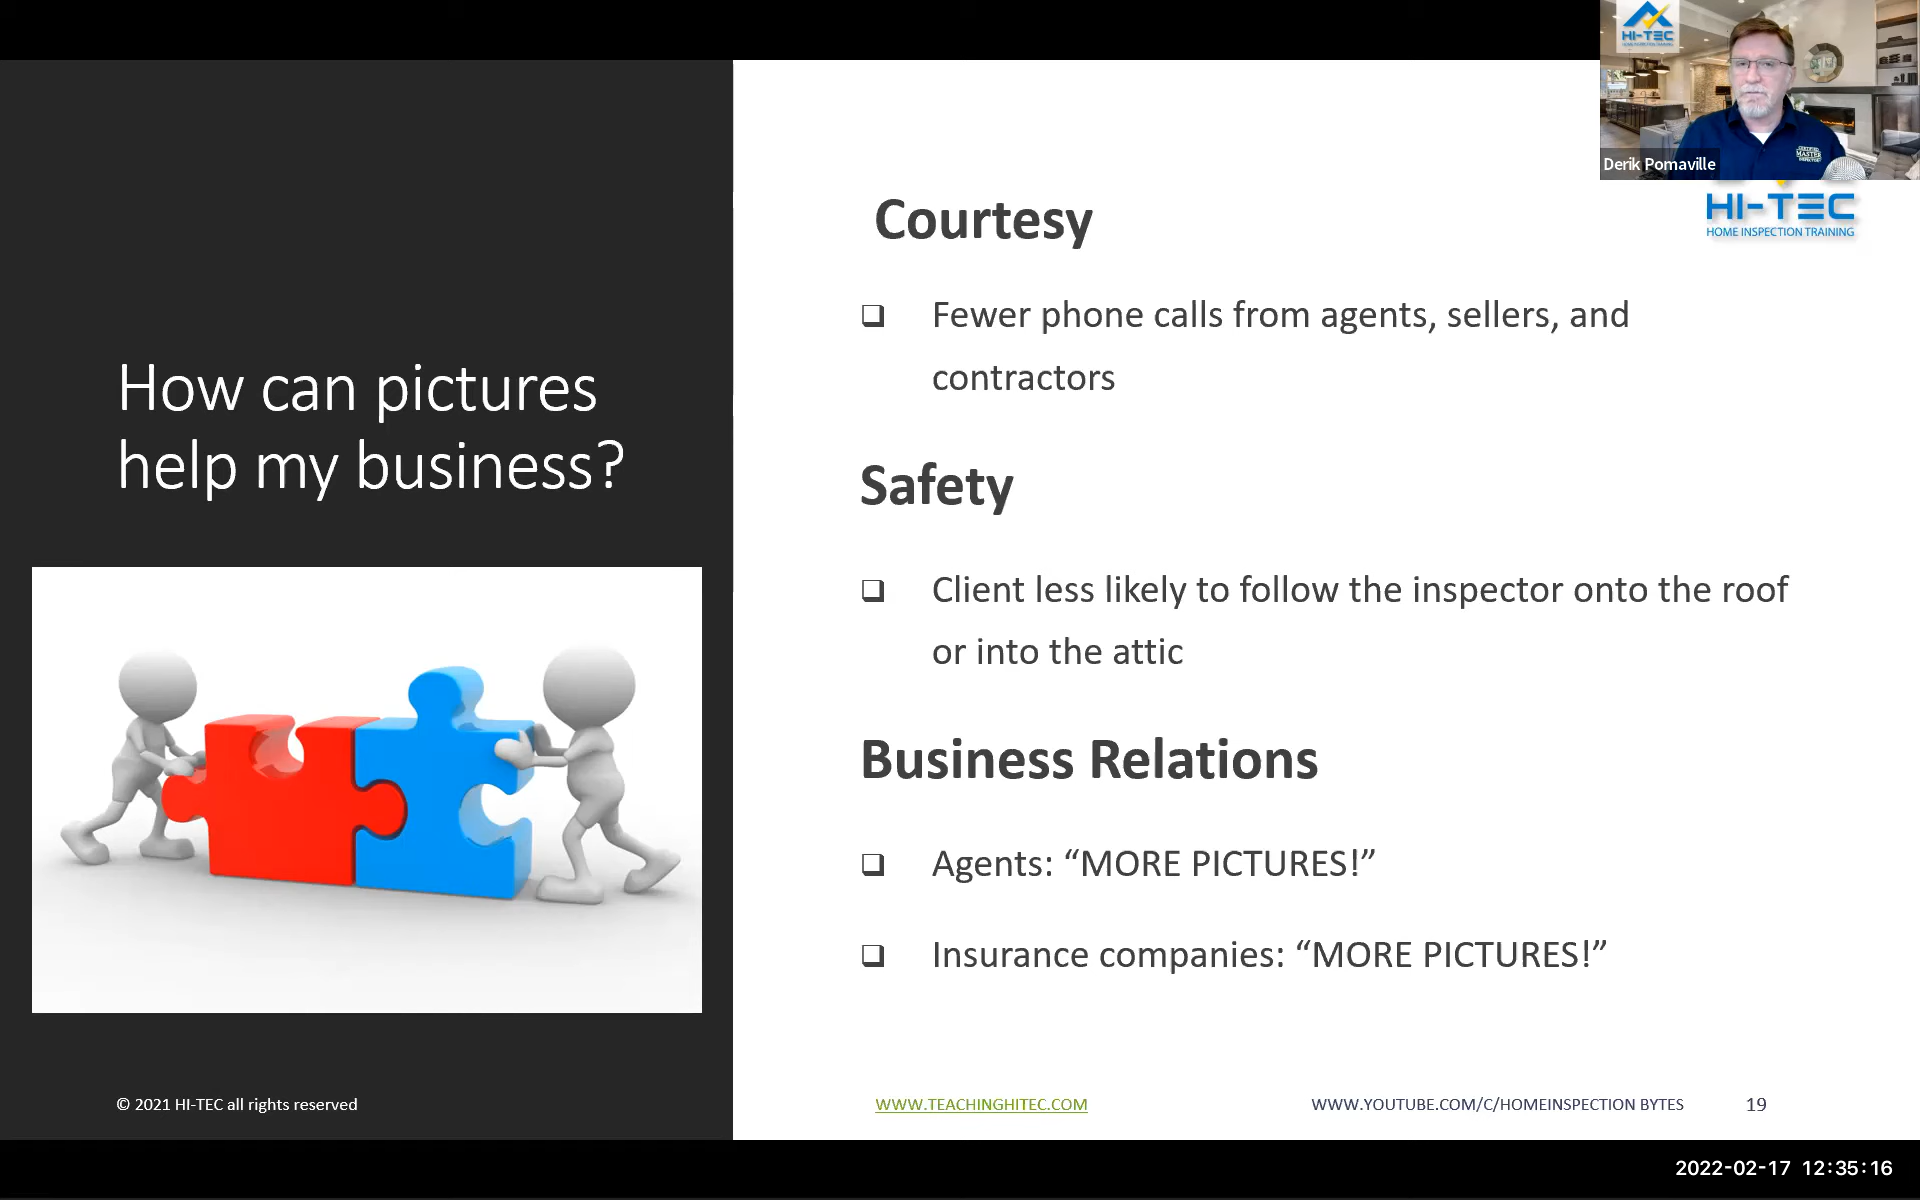 HI-TEC
Derik Pomaville
HI-TEC
HOME INSPECTION TRAINING
How can pictures
help my business?
Courtesy
❑ Fewer phone calls from agents, sellers, and
contractors
Safety
❑ Client less likely to follow the inspector onto the roof
or into the attic
Business Relations
❑ Agents: “MORE PICTURES!”
❑ Insurance companies: “MORE PICTURES!”
© 2021 HI-TEC all rights reserved
WWW.TEACHINGHITEC.COM
WWW.YOUTUBE.COM/C/HOMEINSPECTION BYTES
19
2022-02-17 12:35:16